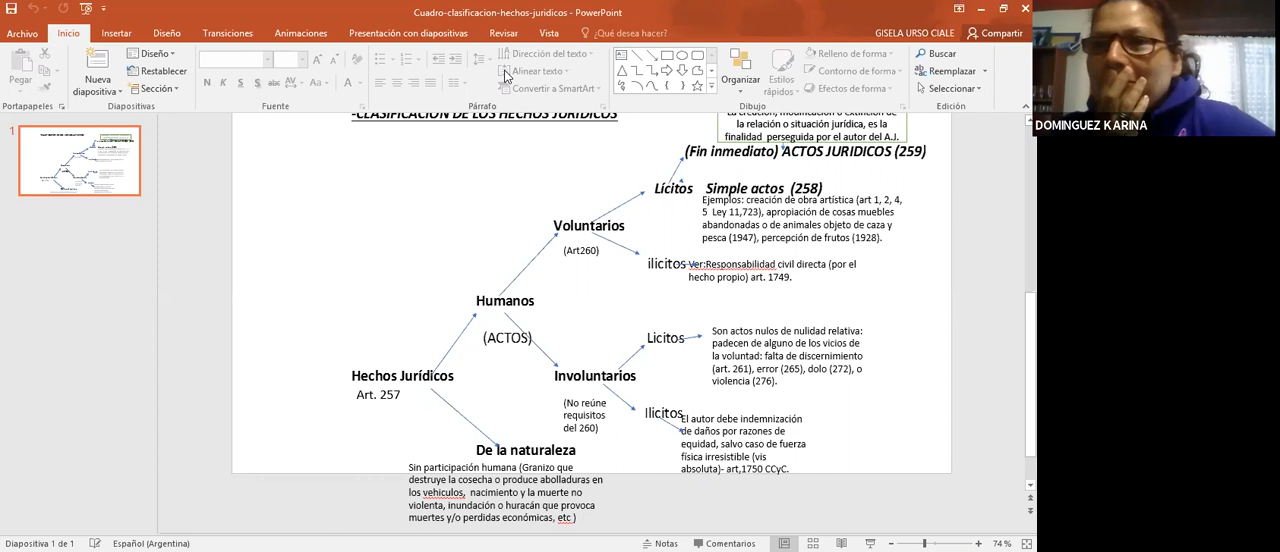 Cuadro-clasificacion-hechos-juridicos - PowerPoint
Archivo Inicio Insertar Diseño Transiciones Animaciones Presentación con diapositivas Revisar Vista ¿Qué desea hacer? GISELA URSO CIALE Compartir
Pegar
Nueva diapositiva
Diseño
Restablecer
Sección
N K S
Dirección del texto
Alinear texto
Convertir a SmartArt
Organizar
Estilos rápidos
Relleno de forma
Contorno de forma
Efectos de forma
Buscar
Reemplazar
Seleccionar
Portapapeles Diapositivas Fuente Párrafo Dibujo Edición
DOMINGUEZ KARINA
1
-CLASIFICACION DE LOS HECHOS JURIDICOS
La creación, modificación o extinción de
la relación o situación jurídica, es la
finalidad perseguida por el autor del A.J.
(Fin inmediato) ACTOS JURIDICOS (259)
Lícitos Simple actos (258)
Ejemplos: creación de obra artística (art 1, 2, 4,
5 Ley 11,723), apropiación de cosas muebles
abandonadas o de animales objeto de caza y
pesca (1947), percepción de frutos (1928).
Voluntarios
(Art260)
ilicitos Ver:Responsabilidad civil directa (por el
hecho propio) art. 1749.
Humanos
(ACTOS)
Licitos
Son actos nulos de nulidad relativa:
padecen de alguno de los vicios de
la voluntad: falta de discernimiento
(art. 261), error (265), dolo (272), o
violencia (276).
Hechos Jurídicos
Art. 257
Involuntarios
(No reúne
requisitos
del 260)
Ilicitos
El autor debe indemnización
de daños por razones de
equidad, salvo caso de fuerza
física irresistible (vis
absoluta)- art,1750 CCyC.
De la naturaleza
Sin participación humana (Granizo que
destruye la cosecha o produce abolladuras en
los vehiculos, nacimiento y la muerte no
violenta, inundación o huracán que provoca
muertes y/o perdidas económicas, etc )
Diapositiva 1 de 1 Español (Argentina) Notas Comentarios 74 %